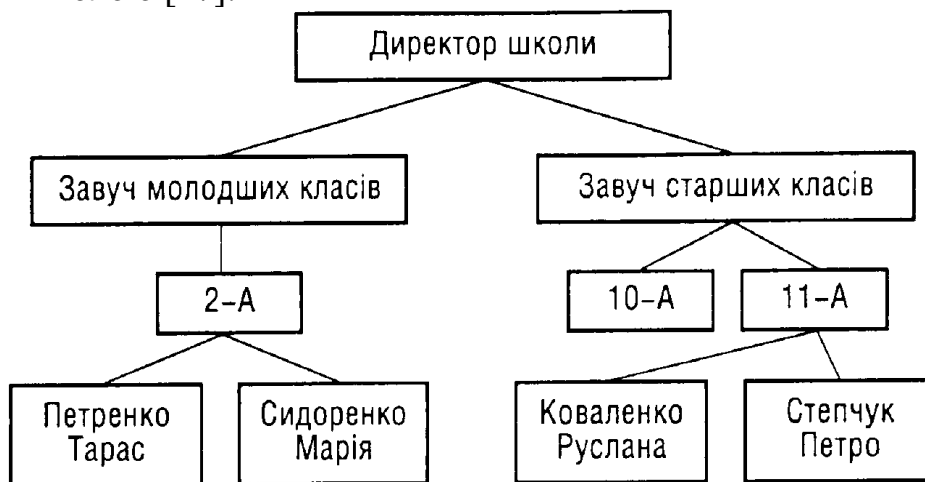 Директор школи
Завуч молодших класів
Завуч старших класів
2-А
10-А
11-А
Петренко
Тарас
Сидоренко
Марія
Коваленко
Руслана
Степчук
Петро